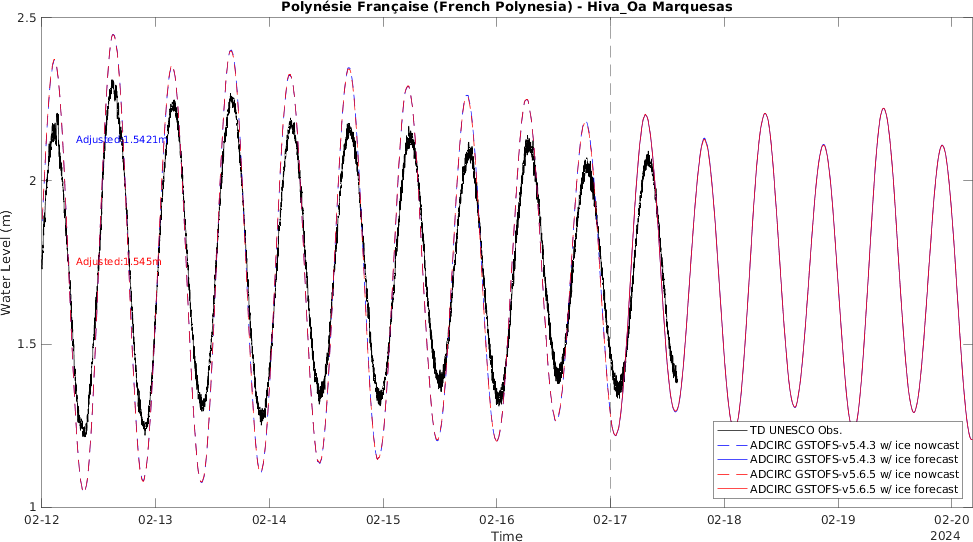 Polynésie Française (French Polynesia) - Hiva_Oa Marquesas
2.5
2
1.5
1
Water Level (m)
Adjusted:1.5421m
Adjusted:1.545m
TD UNESCO Obs.
ADCIRC GSTOFS-v5.4.3 w/ ice nowcast
ADCIRC GSTOFS-v5.4.3 w/ ice forecast
ADCIRC GSTOFS-v5.6.5 w/ ice nowcast
ADCIRC GSTOFS-v5.6.5 w/ ice forecast
02-12 02-13 02-14 02-15 02-16 02-17 02-18 02-19 02-20
2024
Time